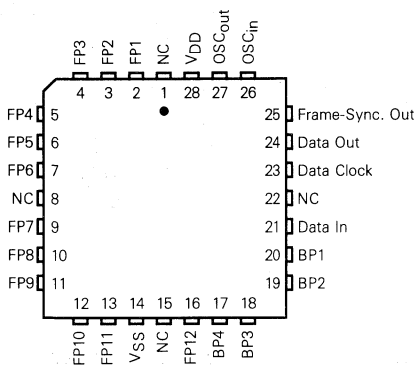 FP3 FP2 FP1 NC VDD OSCout OSCin
4 3 2 1 28 27 26
FP4 5 25 Frame-Sync. Out
FP5 6 24 Data Out
FP6 7 23 Data Clock
NC 8 22 NC
FP7 9 21 Data In
FP8 10 20 BP1
FP9 11 19 BP2
12 13 14 15 16 17 18
FP10 FP11 VSS NC FP12 BP4 BP3